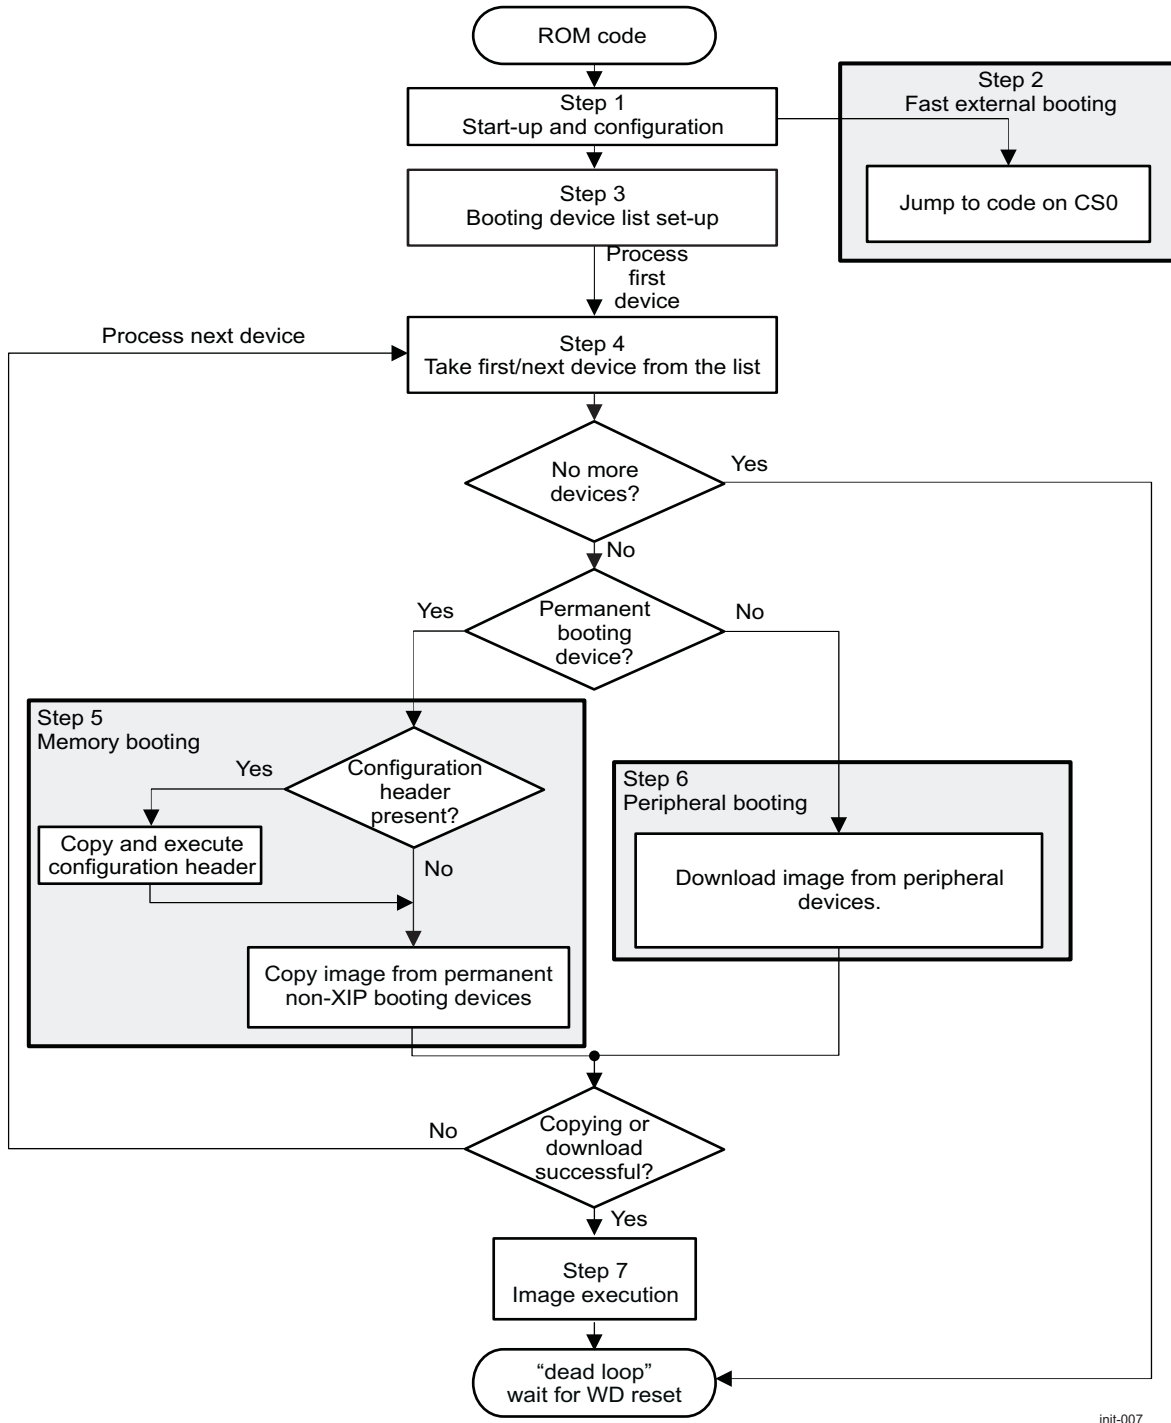 ROM code
Step 1
Start-up and configuration
Step 2
Fast external booting
Jump to code on CS0
Step 3
Booting device list set-up
Process
first
device
Process next device
Step 4
Take first/next device from the list
No more
devices?
Yes
No
Permanent
booting
device?
Yes
No
Step 5
Memory booting
Configuration
header
present?
Yes
No
Copy and execute
configuration header
Copy image from permanent
non-XIP booting devices
Step 6
Peripheral booting
Download image from peripheral
devices.
Copying or
download
successful?
No
Yes
Step 7
Image execution
“dead loop”
wait for WD reset
init-007